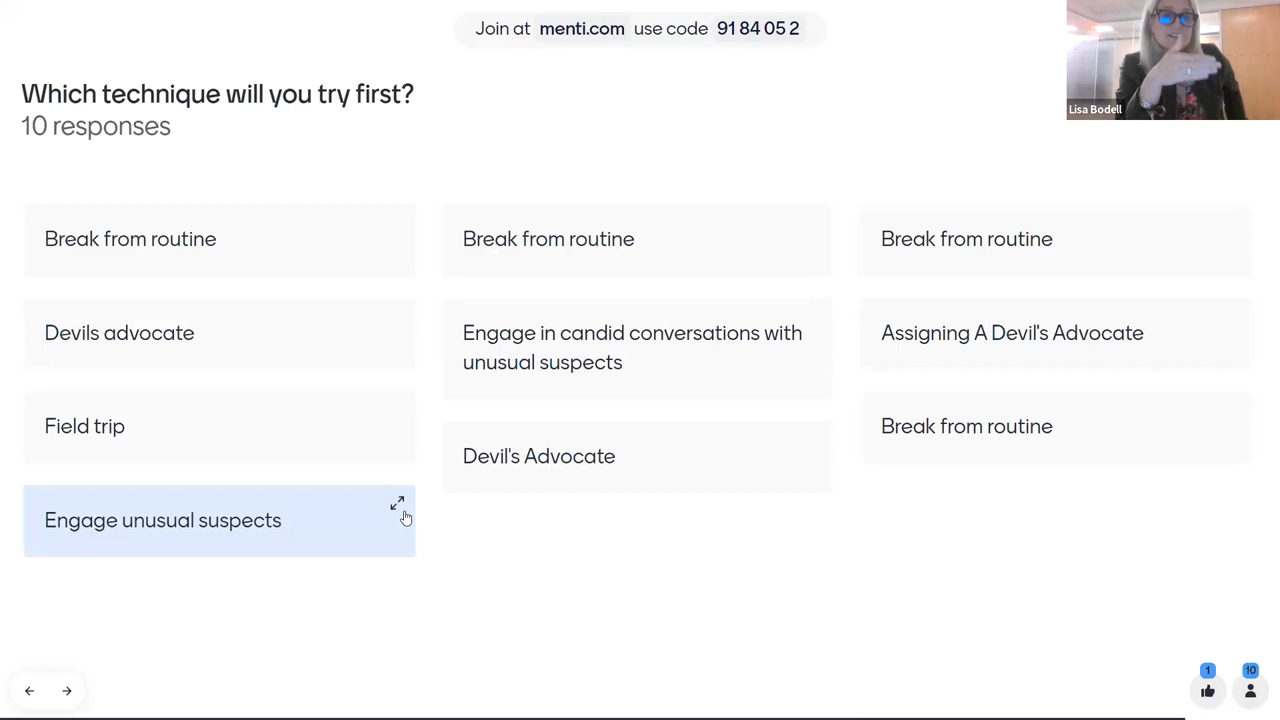 Join at menti.com use code 91 84 05 2
Lisa Bodell
Which technique will you try first?
10 responses
Break from routine
Break from routine
Break from routine
Devils advocate
Engage in candid conversations with
unusual suspects
Assigning A Devil's Advocate
Field trip
Devil's Advocate
Break from routine
Engage unusual suspects
1
10